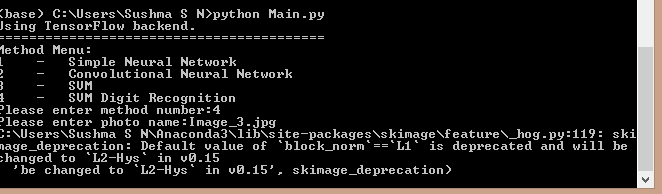 (base) C:\Users\Sushma S N>python Main.py
Using TensorFlow backend.
==========================================
Method Menu:
1 - Simple Neural Network
2 - Convolutional Neural Network
3 - SVM
4 - SVM Digit Recognition
Please enter method number:4
Please enter photo name:Image_3.jpg
C:\Users\Sushma S N\Anaconda3\lib\site-packages\skimage\feature\_hog.py:119: ski
image_deprecation: Default value of `block_norm`==`L1` is deprecated and will be
changed to `L2-Hys` in v0.15
'be changed to `L2-Hys` in v0.15', skimage_deprecation)